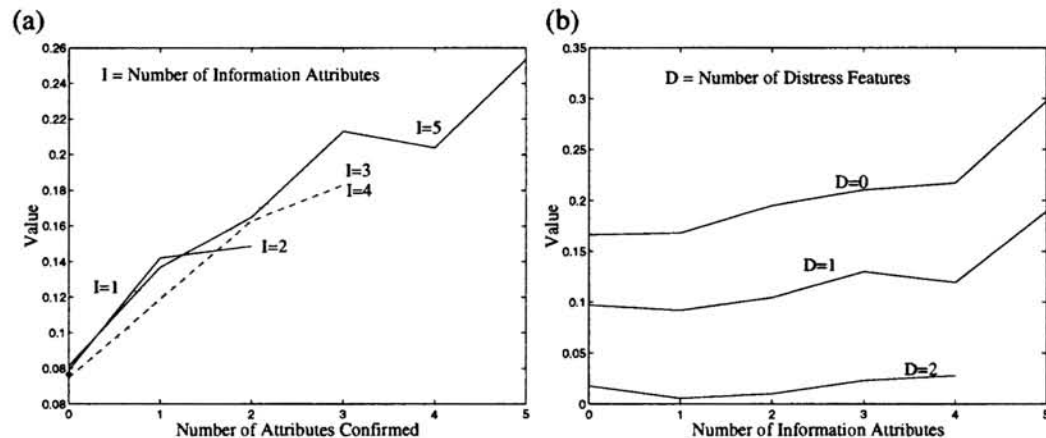 (a)
0.26
0.24
0.22
0.2
0.18
0.16
0.14
0.12
0.1
0.08
0.06
Value
I = Number of Information Attributes
I=5
I=3
I=4
I=2
I=1
0 1 2 3 4 5
Number of Attributes Confirmed
(b)
0.35
0.3
0.25
0.2
0.15
0.1
0.05
0
Value
D = Number of Distress Features
D=0
D=1
D=2
0 1 2 3 4 5
Number of Information Attributes